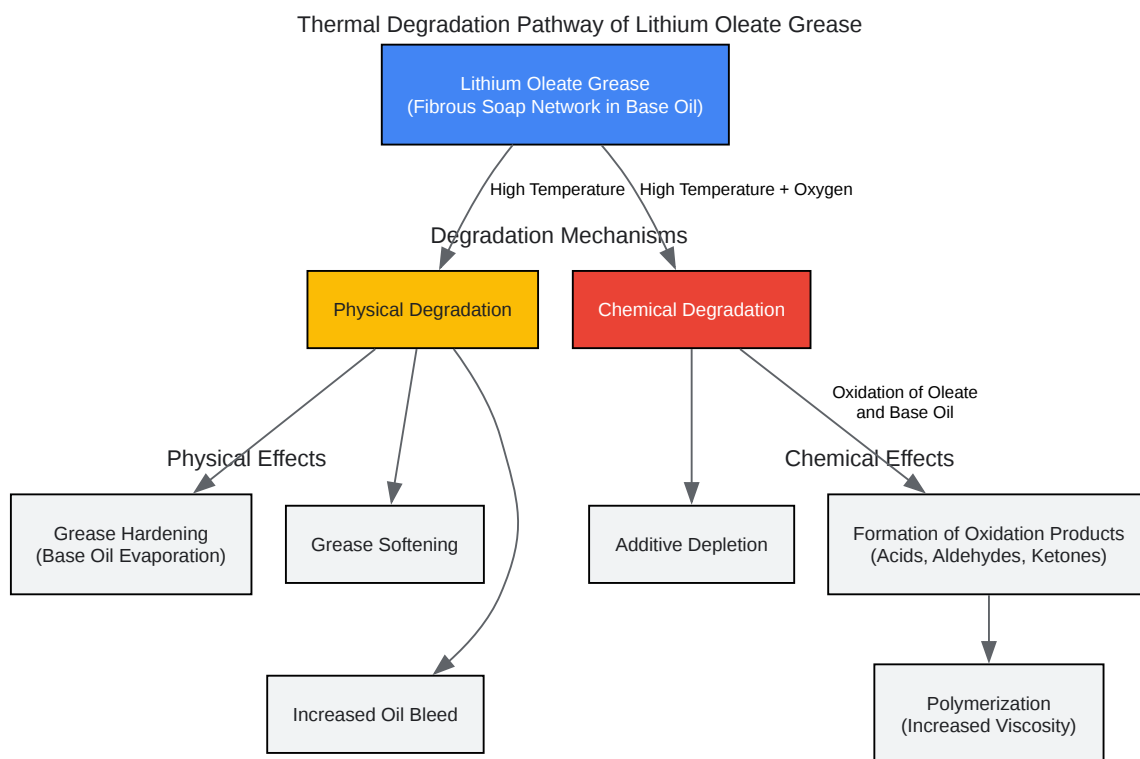 Thermal Degradation Pathway of Lithium Oleate Grease
Lithium Oleate Grease
(Fibrous Soap Network in Base Oil)
High Temperature
High Temperature + Oxygen
Degradation Mechanisms
Physical Degradation
Chemical Degradation
Oxidation of Oleate
and Base Oil
Physical Effects
Chemical Effects
Grease Hardening
(Base Oil Evaporation)
Grease Softening
Additive Depletion
Formation of Oxidation Products
(Acids, Aldehydes, Ketones)
Increased Oil Bleed
Polymerization
(Increased Viscosity)